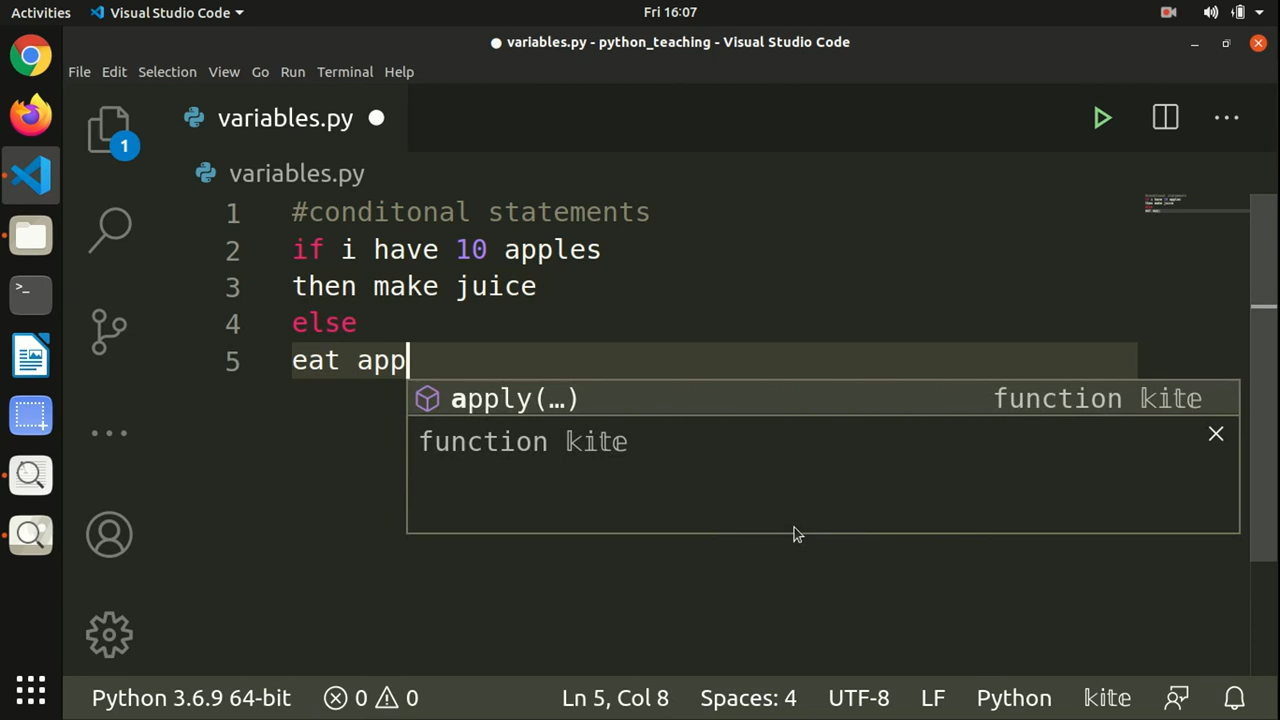 Activities Visual Studio Code Fri 16:07
variables.py - python_teaching - Visual Studio Code
File Edit Selection View Go Run Terminal Help
variables.py
1
variables.py
1 #conditonal statements
2 if i have 10 apples
3 then make juice
4 else
5 eat app
apply(…) function kite
function kite
Python 3.6.9 64-bit 0 0 Ln 5, Col 8 Spaces: 4 UTF-8 LF Python kite